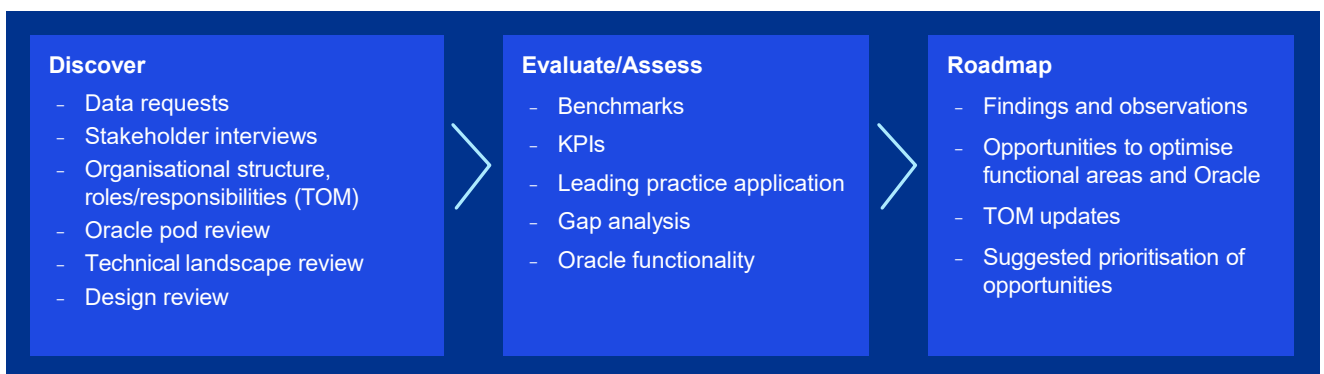 Discover
- Data requests
- Stakeholder interviews
- Organisational structure,
roles/responsibilities (TOM)
- Oracle pod review
- Technical landscape review
- Design review
Evaluate/Assess
- Benchmarks
- KPIs
- Leading practice application
- Gap analysis
- Oracle functionality
Roadmap
- Findings and observations
- Opportunities to optimise
functional areas and Oracle
- TOM updates
- Suggested prioritisation of
opportunities